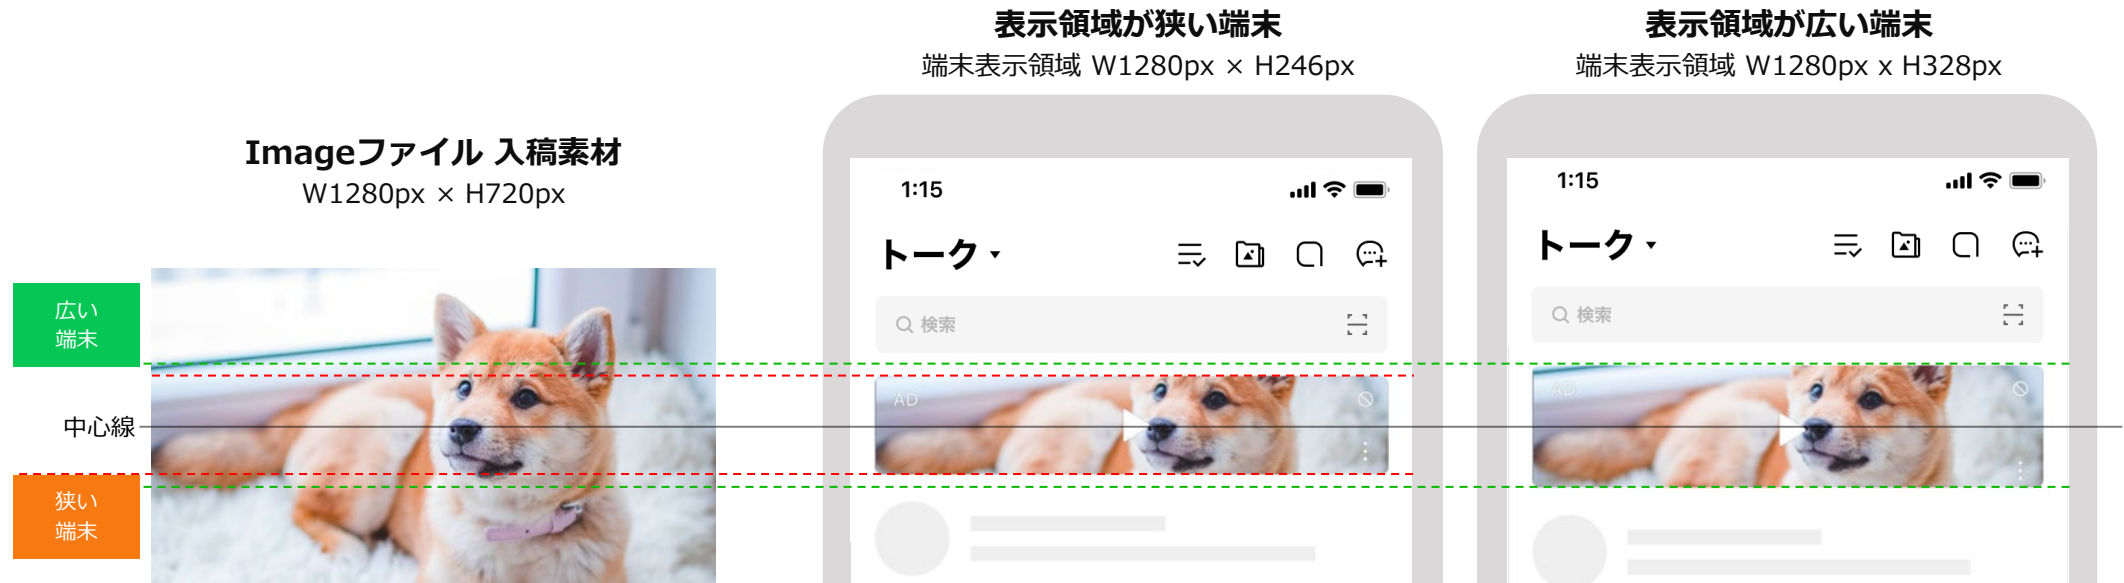 Imageファイル 入稿素材
W1280px × H720px
広い
端末
中心線
狭い
端末
表示領域が狭い端末
端末表示領域 W1280px × H246px
1:15
トーク
検索
AD
表示領域が広い端末
端末表示領域 W1280px x H328px
1:15
トーク
検索
AD